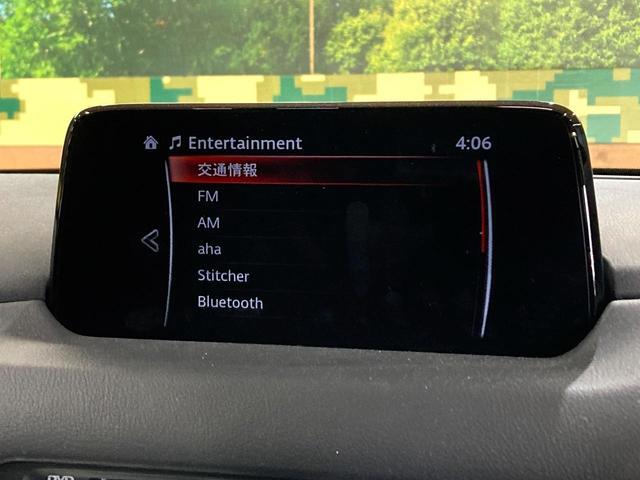 Entertainment 4:06
交通情報
FM
AM
aha
Stitcher
Bluetooth